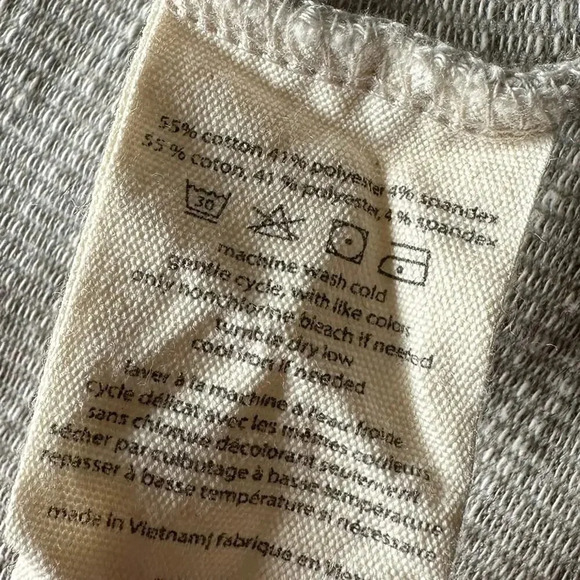 55% cotton 41% polyester 4% spandex
55 % coton, 41 % polyester, 4 % spandex
30
machine wash cold
gentle cycle, with like colors
only nonchlorine bleach if needed
tumble dry low
cool iron if needed
laver à la machine à l'eau froide
cycle délicat avec les mêmes couleurs
sans chlorure décolorant seulement
sécher par culbutage à basse température
repasser à basse température si nécessaire
made in Vietnam| fabriqué en